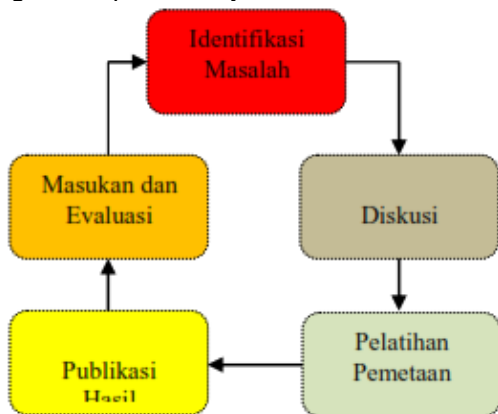 Identifikasi
Masalah
Masukan dan
Evaluasi
Diskusi
Pelatihan
Pemetaan
Publikasi
Hasil